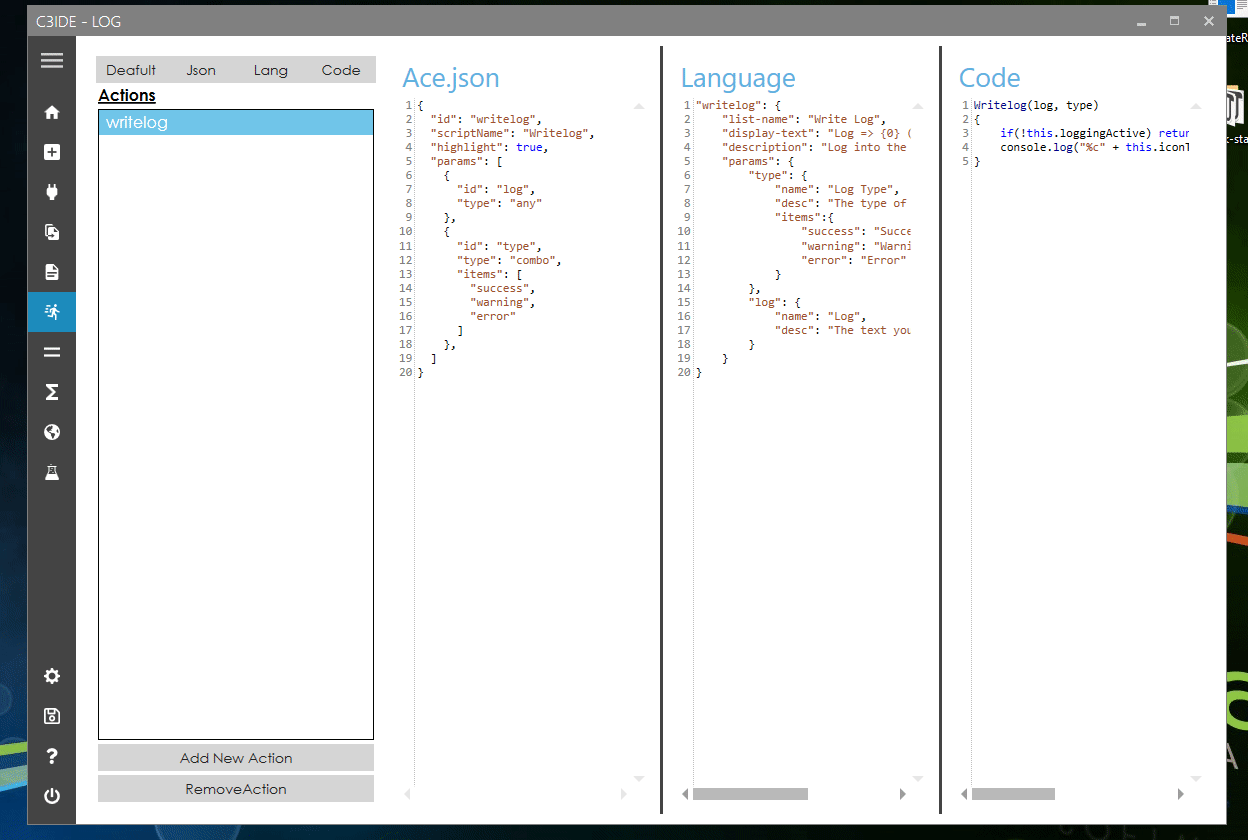 C3IDE - LOG
Deafult Json Lang Code
Actions
writelog
Add New Action
RemoveAction
Ace.json
1 {
2 "id": "writelog",
3 "scriptName": "Writelog",
4 "highlight": true,
5 "params": [
6 {
7 "id": "log",
8 "type": "any"
9 },
10 {
11 "id": "type",
12 "type": "combo",
13 "items": [
14 "success",
15 "warning",
16 "error"
17 ]
18 },
19 ]
20 }
Language
1 "writelog": {
2 "list-name": "Write Log",
3 "display-text": "Log => {0} (
4 "description": "Log into the
5 "params": {
6 "type": {
7 "name": "Log Type",
8 "desc": "The type of
9 "items":{
10 "success": "Succe
11 "warning": "Warni
12 "error": "Error"
13 }
14 },
15 "log": {
16 "name": "Log",
17 "desc": "The text you
18 }
19 }
20 }
Code
1 Writelog(log, type)
2 {
3 if(!this.loggingActive) retur
4 console.log("%c" + this.icon
5 }
ateR
t-sta